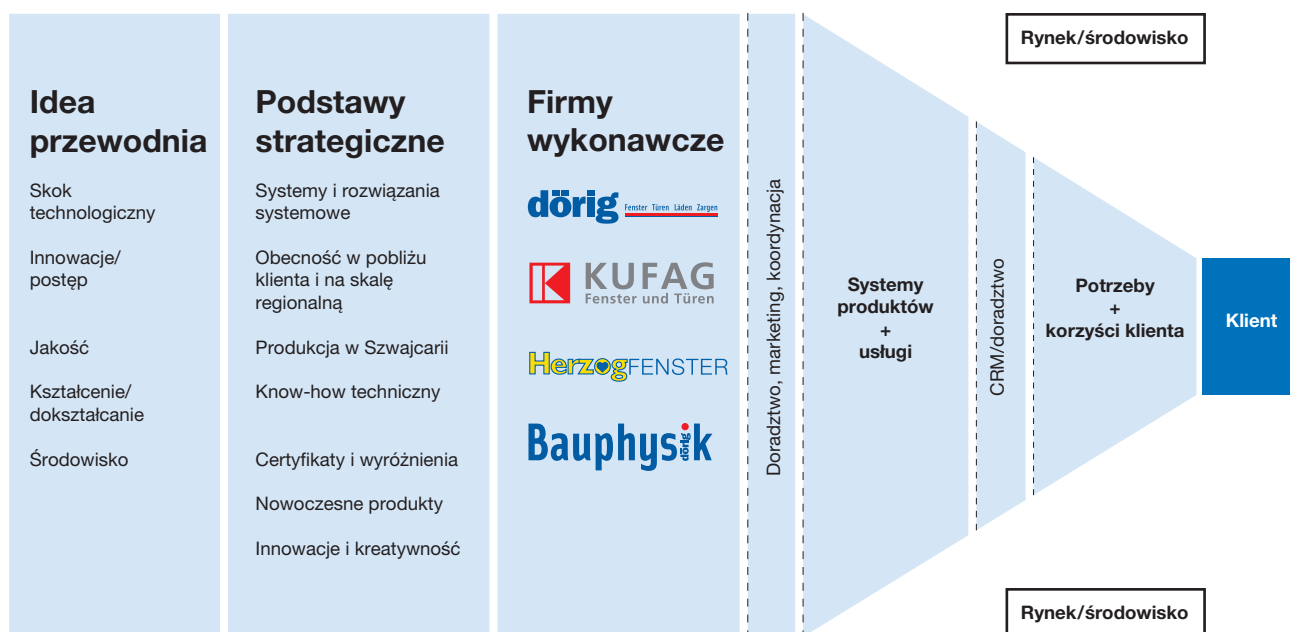 Rynek/środowisko
Idea
przewodnia
Skok
technologiczny
Innowacje/
postęp
Jakość
Kształcenie/
dokształcanie
Środowisko
Podstawy
strategiczne
Systemy i rozwiązania
systemowe
Obecność w pobliżu
klienta i na skalę
regionalną
Produkcja w Szwajcarii
Know-how techniczny
Certyfikaty i wyróżnienia
Nowoczesne produkty
Innowacje i kreatywność
Firmy
wykonawcze
dörig Fenster Türen Läden Zargen
KUFAG
Fenster und Türen
HerzogFENSTER
Bauphysik dörig
Doradztwo, marketing, koordynacja
Systemy
produktów
+
usługi
CRM/doradztwo
Potrzeby
+
korzyści klienta
Klient
Rynek/środowisko